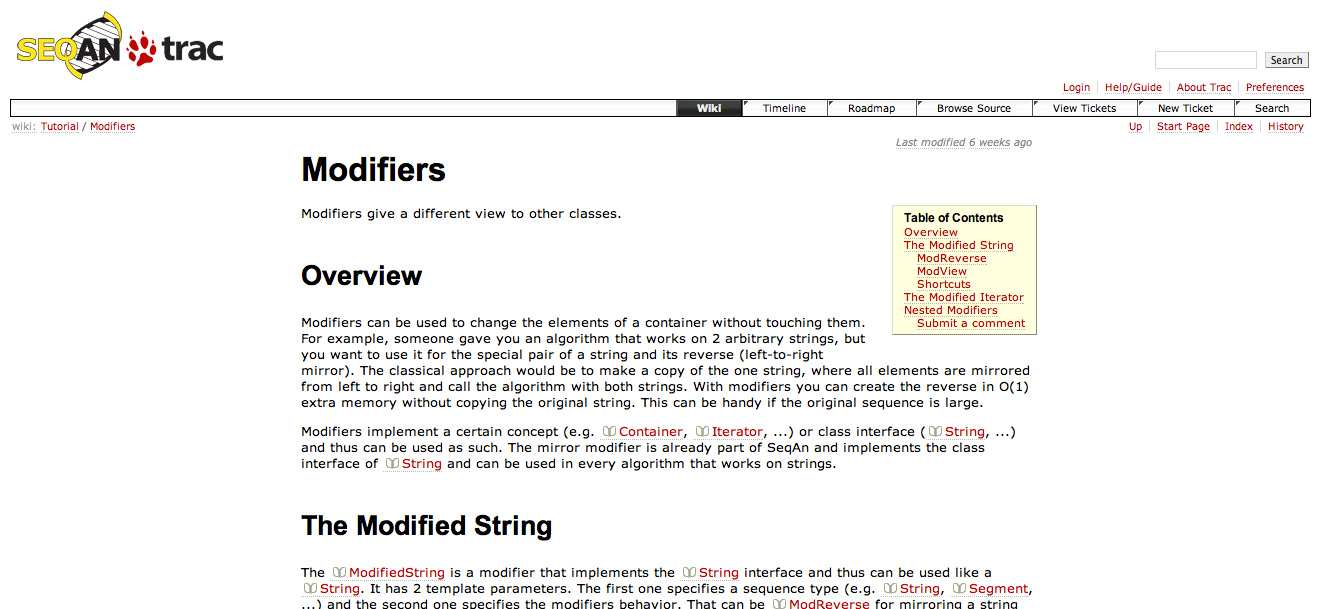 SEQAN trac
Search
Login Help/Guide About Trac Preferences
Wiki Timeline Roadmap Browse Source View Tickets New Ticket Search
wiki: Tutorial / Modifiers
Up Start Page Index History
Last modified 6 weeks ago
Modifiers
Modifiers give a different view to other classes.
Table of Contents
Overview
The Modified String
ModReverse
ModView
Shortcuts
The Modified Iterator
Nested Modifiers
Submit a comment
Overview
Modifiers can be used to change the elements of a container without touching them.
For example, someone gave you an algorithm that works on 2 arbitrary strings, but
you want to use it for the special pair of a string and its reverse (left-to-right
mirror). The classical approach would be to make a copy of the one string, where all elements are mirrored
from left to right and call the algorithm with both strings. With modifiers you can create the reverse in O(1)
extra memory without copying the original string. This can be handy if the original sequence is large.
Modifiers implement a certain concept (e.g. Container, Iterator, ...) or class interface (String, ...)
and thus can be used as such. The mirror modifier is already part of SeqAn and implements the class
interface of String and can be used in every algorithm that works on strings.
The Modified String
The ModifiedString is a modifier that implements the String interface and thus can be used like a
String. It has 2 template parameters. The first one specifies a sequence type (e.g. String, Segment,
...) and the second one specifies the modifiers behavior. That can be ModReverse for mirroring a string